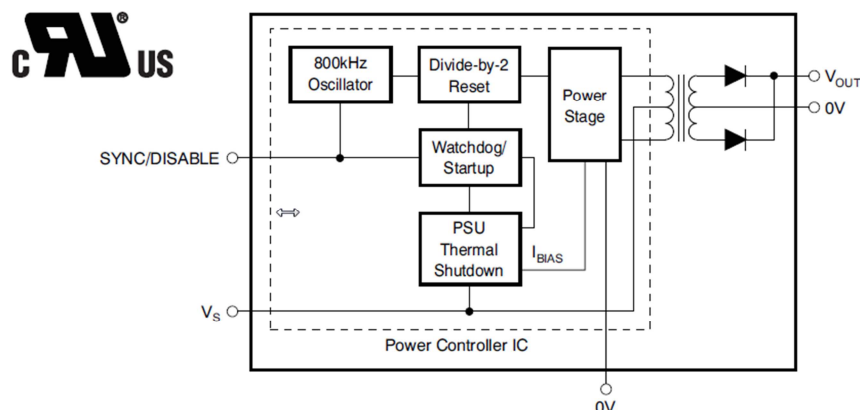 C RU® US
800kHz
Oscillator
Divide-by-2
Reset
Power
Stage
VOUT
0V
SYNC/DISABLE
Watchdog/
Startup
PSU
Thermal
Shutdown
IBIAS
VS
Power Controller IC
0V